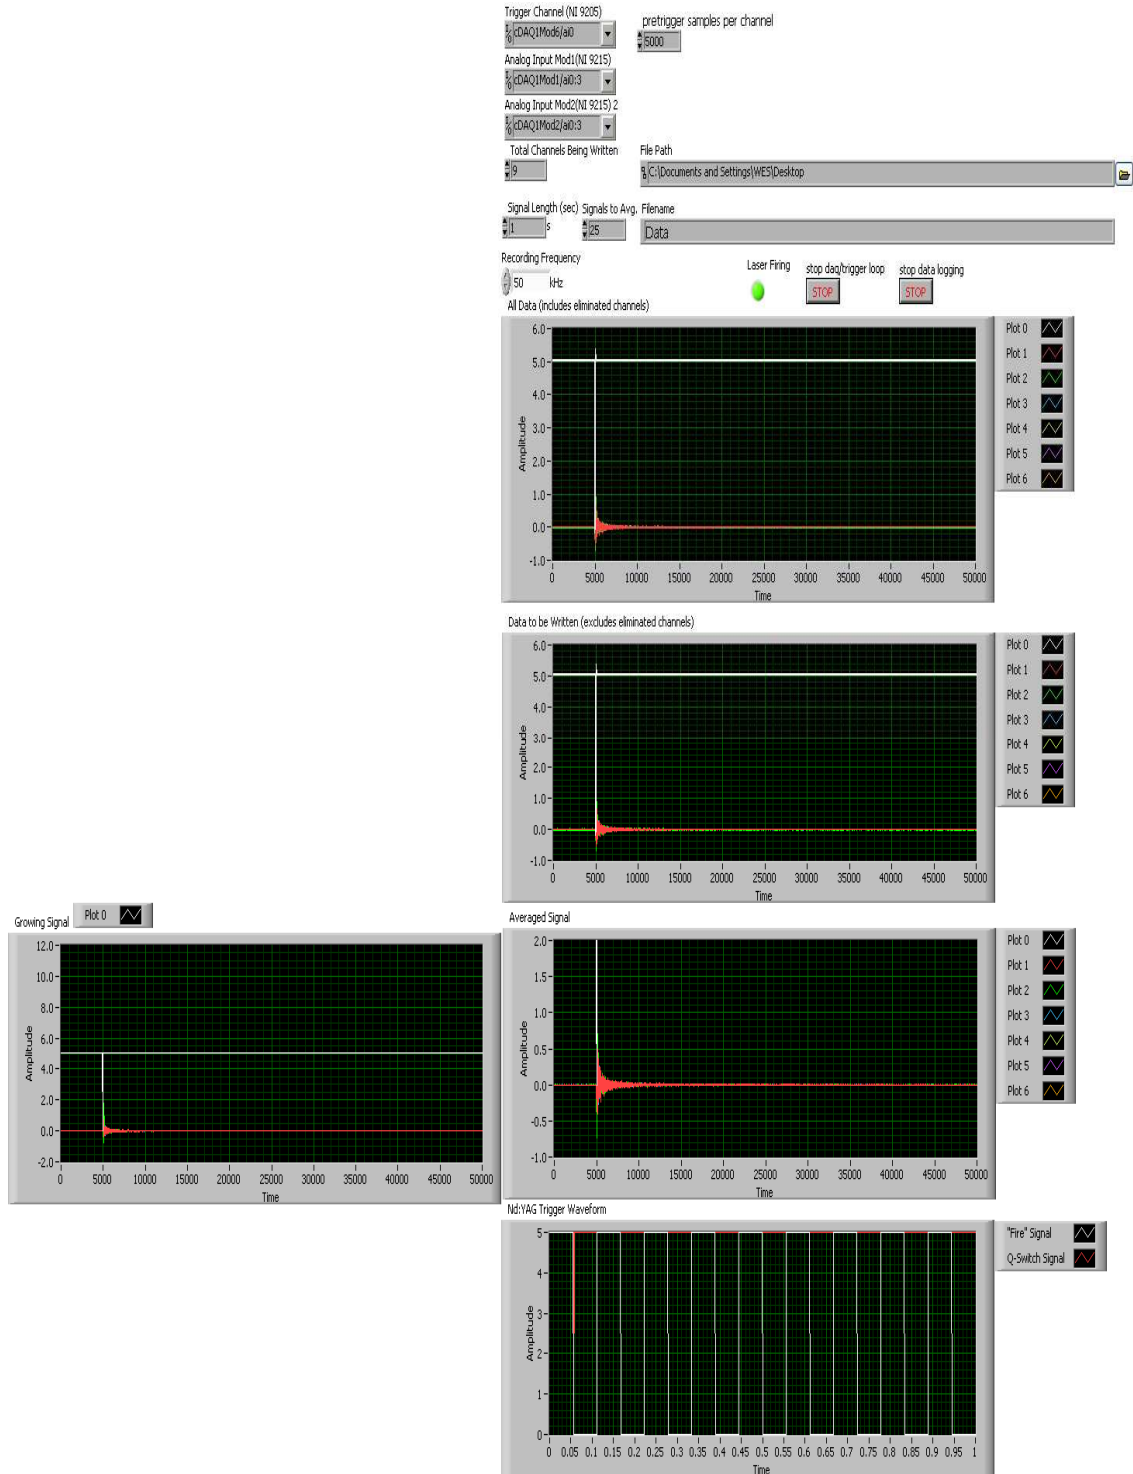 Trigger Channel (NI 9205)
pretrigger samples per channel
cDAQ1Mod6/ai0
5000
Analog Input Mod1(NI 9215)
cDAQ1Mod1/ai0:3
Analog Input Mod2(NI 9215) 2
cDAQ1Mod2/ai0:3
Total Channels Being Written
File Path
9
C:\Documents and Settings\WES\Desktop
Signal Length (sec)
Signals to Avg.
Filename
1 s
25
Data
Recording Frequency
50 kHz
Laser Firing
stop daq/trigger loop
stop data logging
STOP
STOP
All Data (includes eliminated channels)
6.0
5.0
4.0
3.0
2.0
1.0
0.0
-1.0
Amplitude
0 5000 10000 15000 20000 25000 30000 35000 40000 45000 50000
Time
Plot 0
Plot 1
Plot 2
Plot 3
Plot 4
Plot 5
Plot 6
Data to be Written (excludes eliminated channels)
6.0
5.0
4.0
3.0
2.0
1.0
0.0
-1.0
Amplitude
0 5000 10000 15000 20000 25000 30000 35000 40000 45000 50000
Time
Plot 0
Plot 1
Plot 2
Plot 3
Plot 4
Plot 5
Plot 6
Growing Signal
Plot 0
12.0
10.0
8.0
6.0
4.0
2.0
0.0
-2.0
Amplitude
0 5000 10000 15000 20000 25000 30000 35000 40000 45000 50000
Time
Averaged Signal
2.0
1.5
1.0
0.5
0.0
-0.5
-1.0
Amplitude
0 5000 10000 15000 20000 25000 30000 35000 40000 45000 50000
Time
Plot 0
Plot 1
Plot 2
Plot 3
Plot 4
Plot 5
Plot 6
Nd:YAG Trigger Waveform
5
4
3
2
1
0
Amplitude
0 0.05 0.1 0.15 0.2 0.25 0.3 0.35 0.4 0.45 0.5 0.55 0.6 0.65 0.7 0.75 0.8 0.85 0.9 0.95 1
Time
"Fire" Signal
Q-Switch Signal